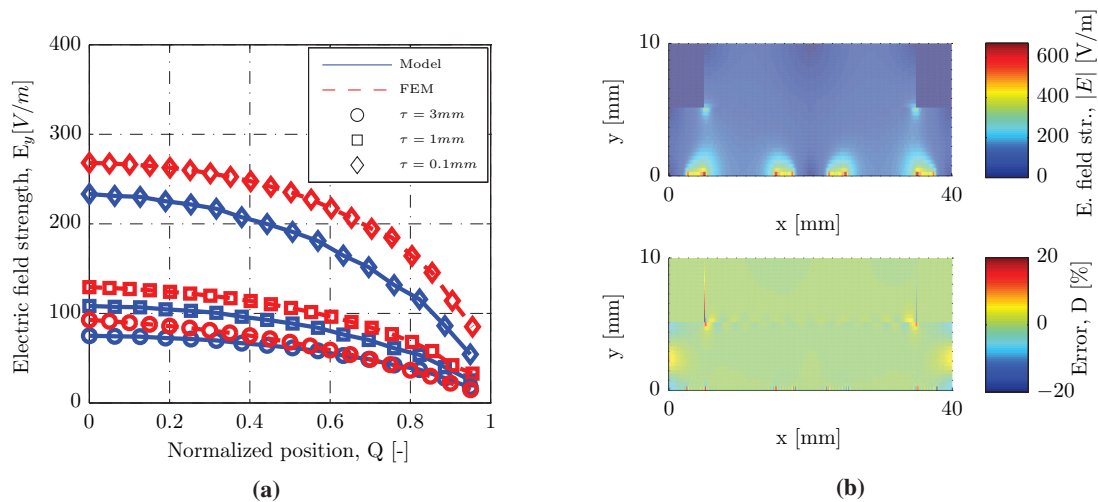 400
300
200
100
0
0
0.2
0.4
0.6
0.8
1
Electric field strength, E_y[V/m]
Normalized position, Q [-]
Model
FEM
τ = 3mm
τ = 1mm
τ = 0.1mm
(a)
10
0
y [mm]
0
40
x [mm]
600
400
200
0
E. field str., |E| [V/m]
10
0
y [mm]
0
40
x [mm]
20
10
0
−10
−20
Error, D [%]
(b)